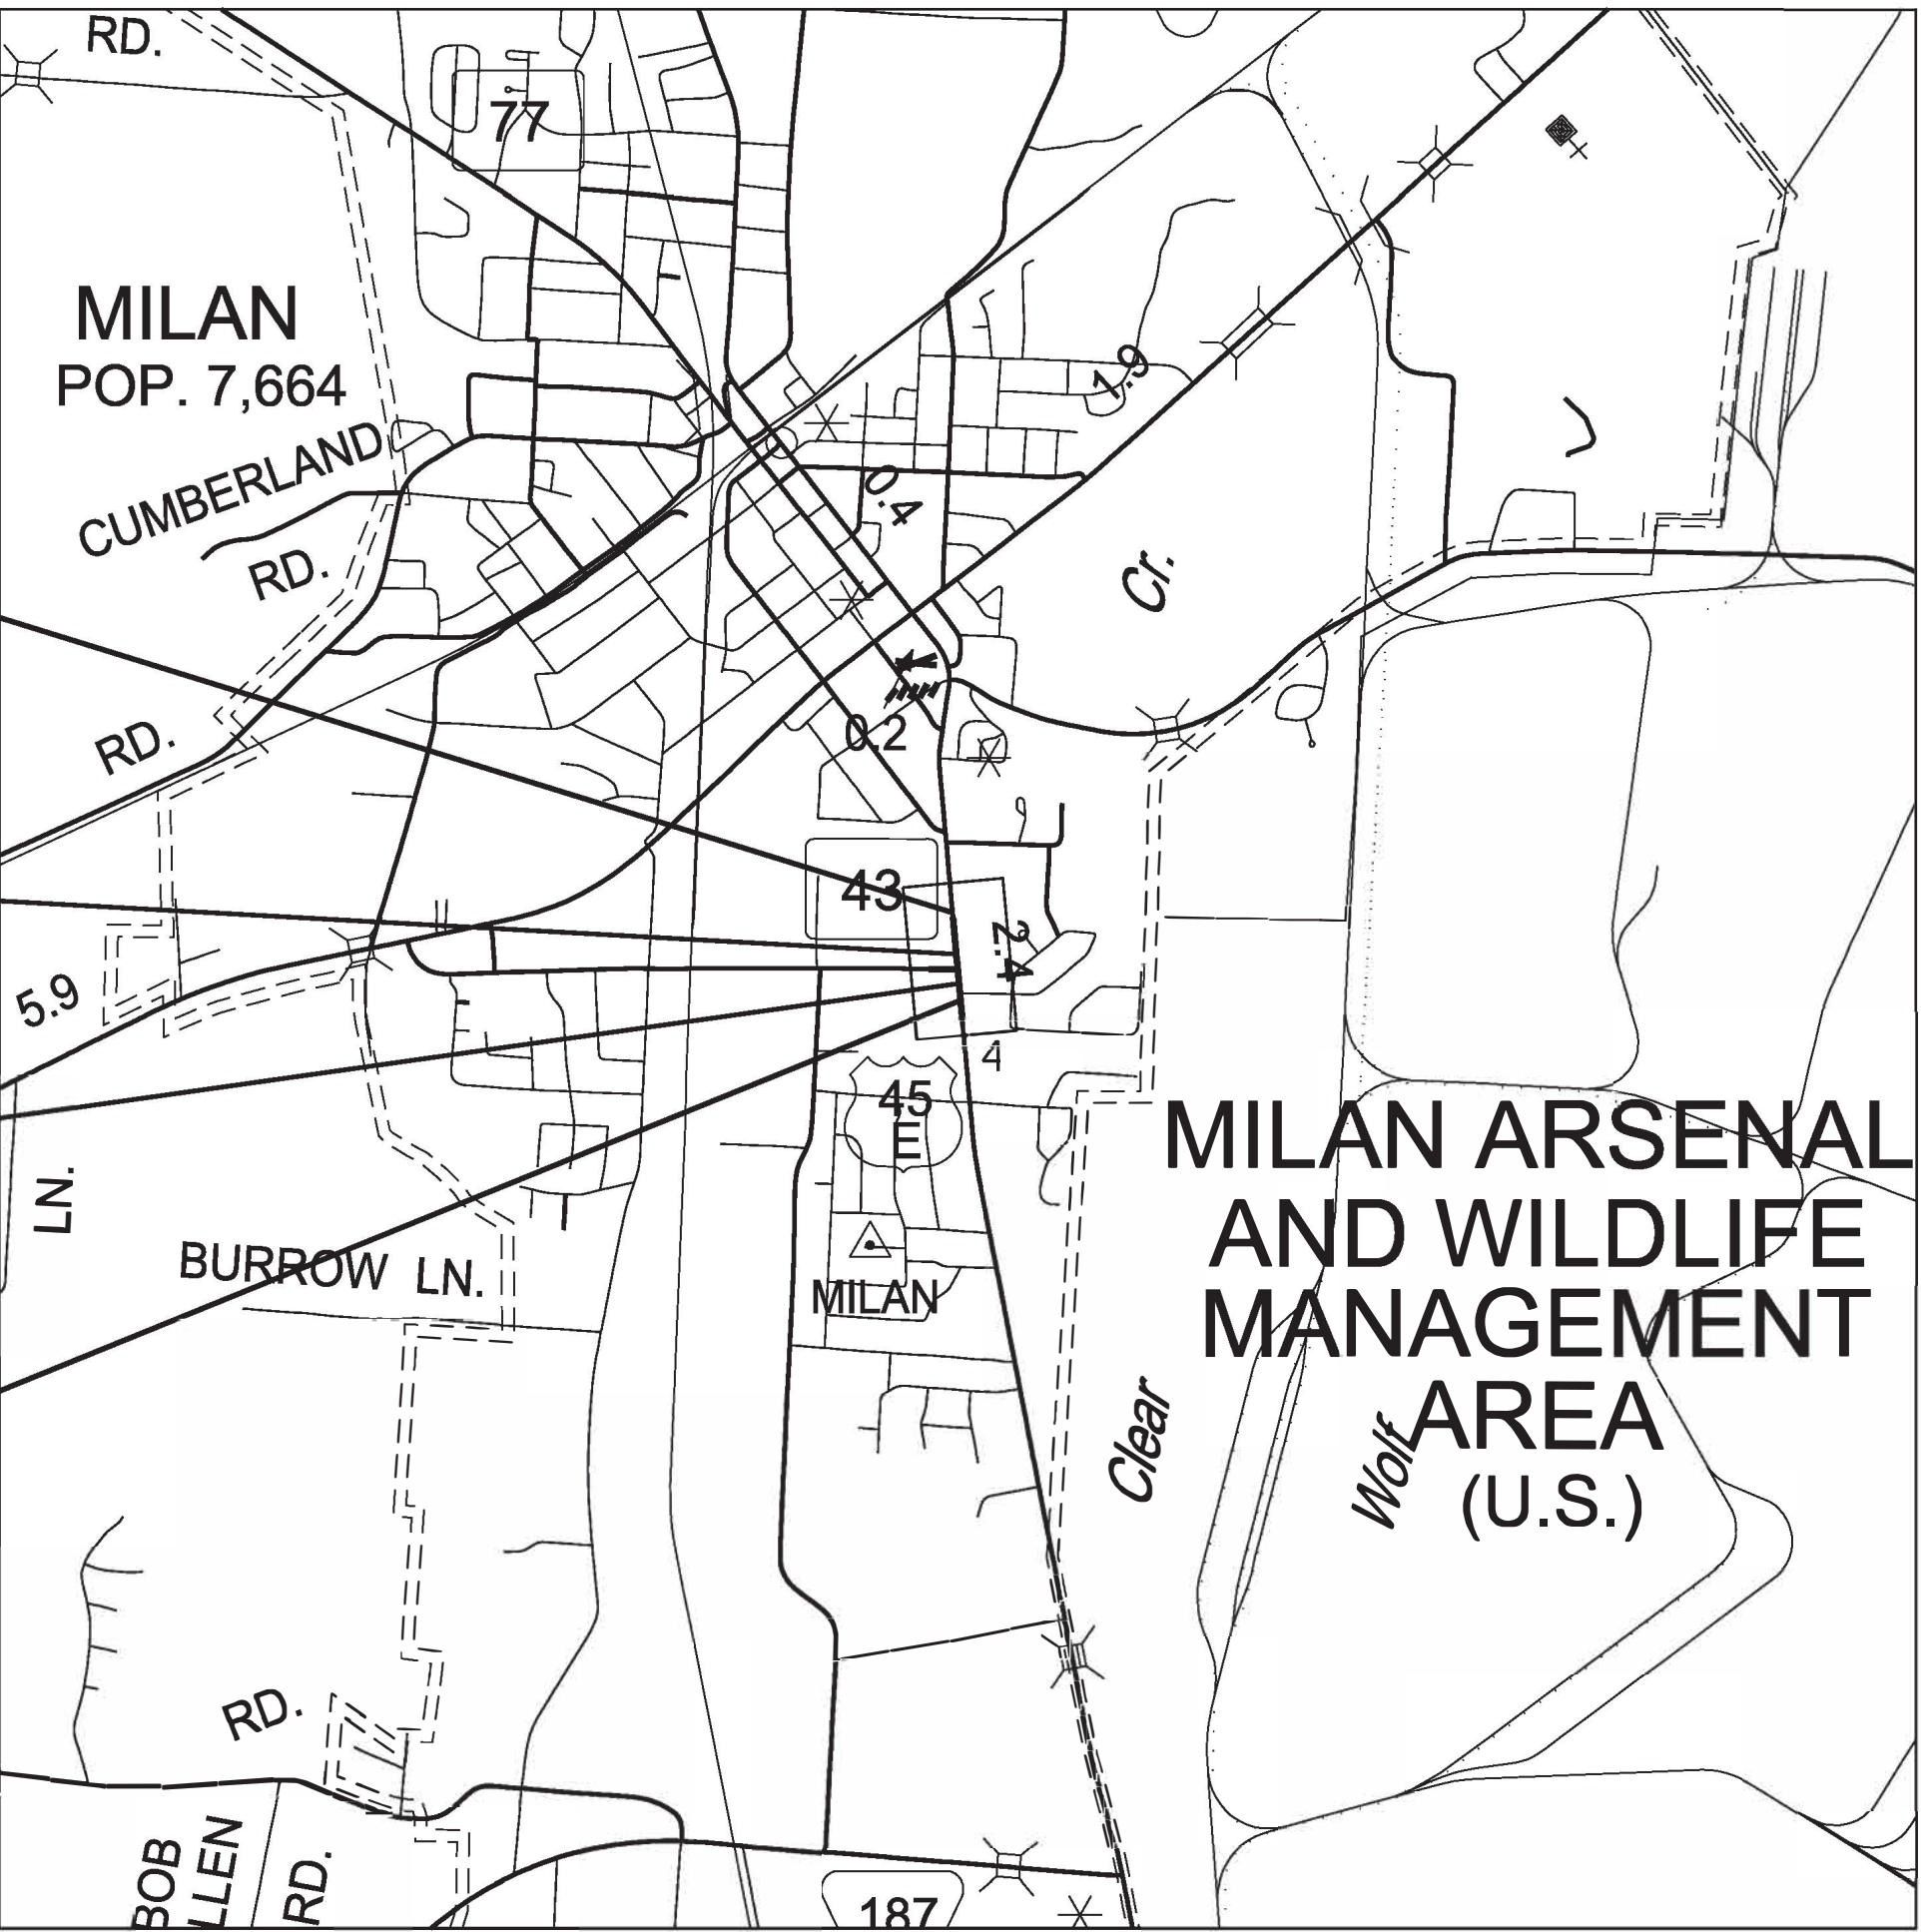 RD.
77
MILAN
POP. 7,664
1.9
CUMBERLAND
RD.
0.4
Cr.
RD.
0.2
43
2.4
5.9
4
45
E
MILAN ARSENAL
AND WILDLIFE
MANAGEMENT
AREA
(U.S.)
LN.
BURROW LN.
MILAN
Clear
Wolf
RD.
BOB
LLEN
RD.
187